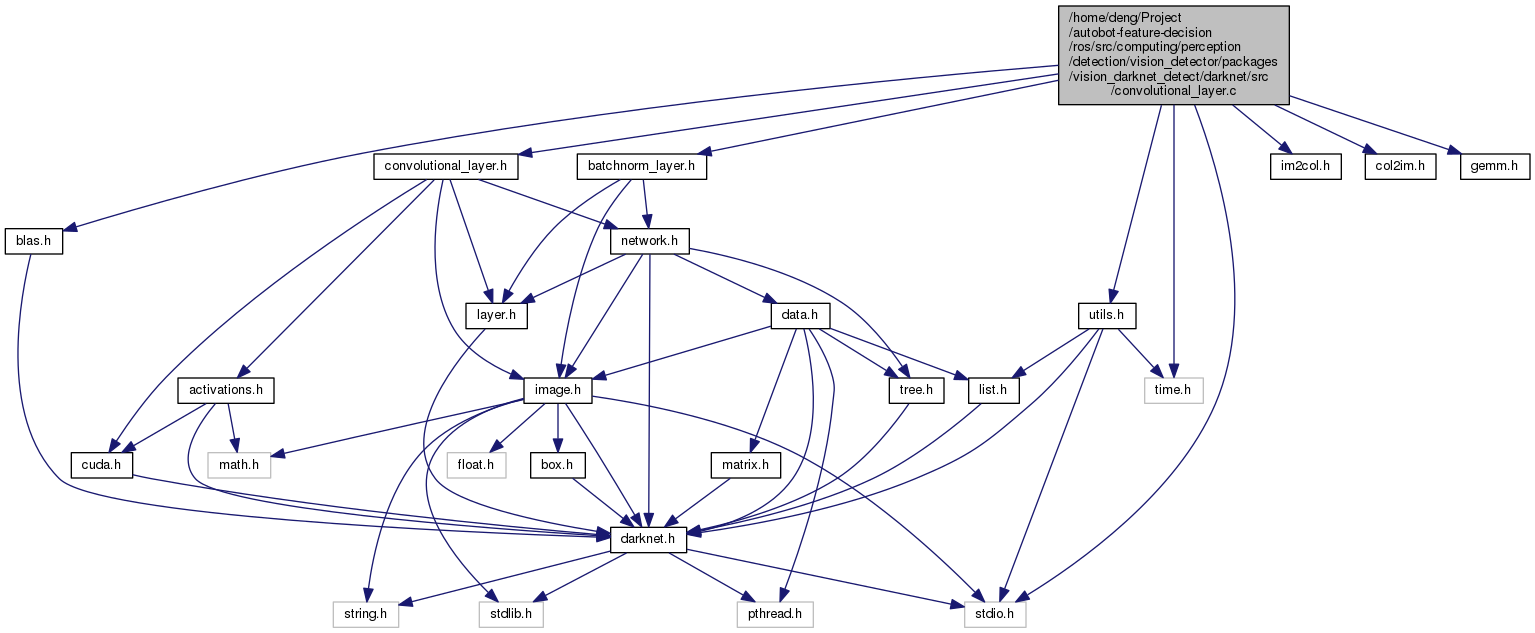 /home/deng/Project
/autobot-feature-decision
/ros/src/computing/perception
/detection/vision_detector/packages
/vision_darknet_detect/darknet/src
/convolutional_layer.c
convolutional_layer.h
batchnorm_layer.h
im2col.h
col2im.h
gemm.h
blas.h
network.h
layer.h
data.h
utils.h
activations.h
image.h
tree.h
list.h
time.h
cuda.h
math.h
float.h
box.h
matrix.h
darknet.h
string.h
stdlib.h
pthread.h
stdio.h